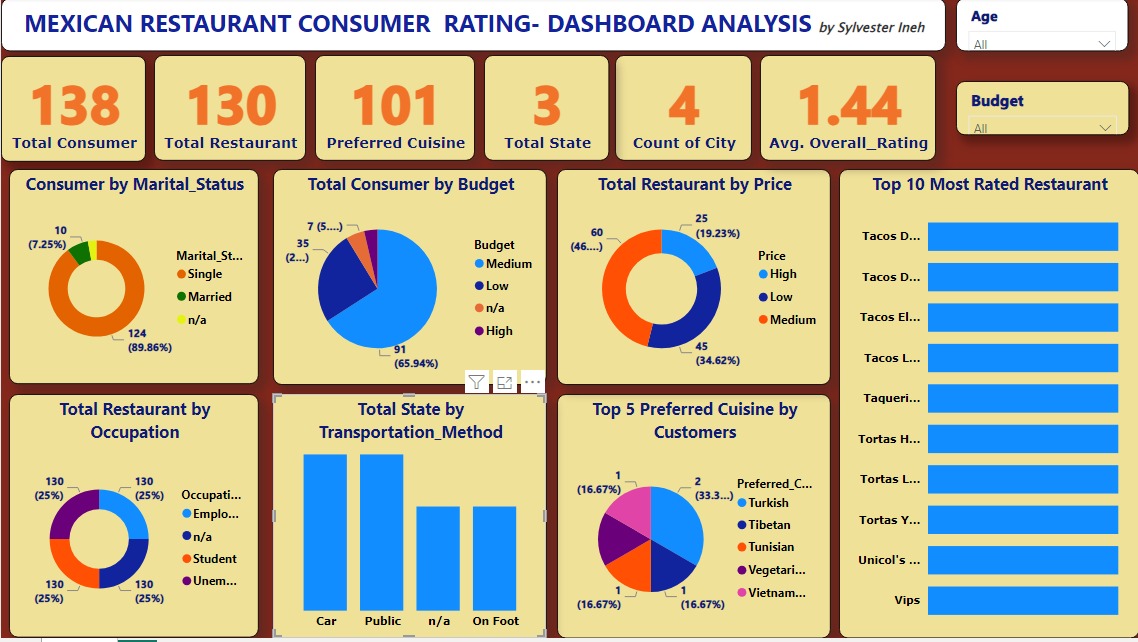 MEXICAN RESTAURANT CONSUMER RATING- DASHBOARD ANALYSIS by Sylvester Ineh
Age
All
Budget
All
138
Total Consumer
130
Total Restaurant
101
Preferred Cuisine
3
Total State
4
Count of City
1.44
Avg. Overall_Rating
Consumer by Marital_Status
10
(7.25%)
124
(89.86%)
Marital_St...
Single
Married
n/a
Total Consumer by Budget
7 (5....)
35
(2...)
91
(65.94%)
Budget
Medium
Low
n/a
High
Total Restaurant by Price
25
(19.23%)
60
(46....)
45
(34.62%)
Price
High
Low
Medium
Top 10 Most Rated Restaurant
Tacos D...
Tacos D...
Tacos El...
Tacos L...
Taqueri...
Tortas H...
Tortas L...
Tortas Y...
Unicol's ...
Vips
Total Restaurant by
Occupation
130
(25%)
130
(25%)
130
(25%)
130
(25%)
Occupati...
Emplo...
n/a
Student
Unem...
Total State by
Transportation_Method
Car
Public
n/a
On Foot
Top 5 Preferred Cuisine by
Customers
1
(16.67%)
2
(33.3...)
1
(16.67%)
1
(16.67%)
Preferred_C...
Turkish
Tibetan
Tunisian
Vegetari...
Vietnam...